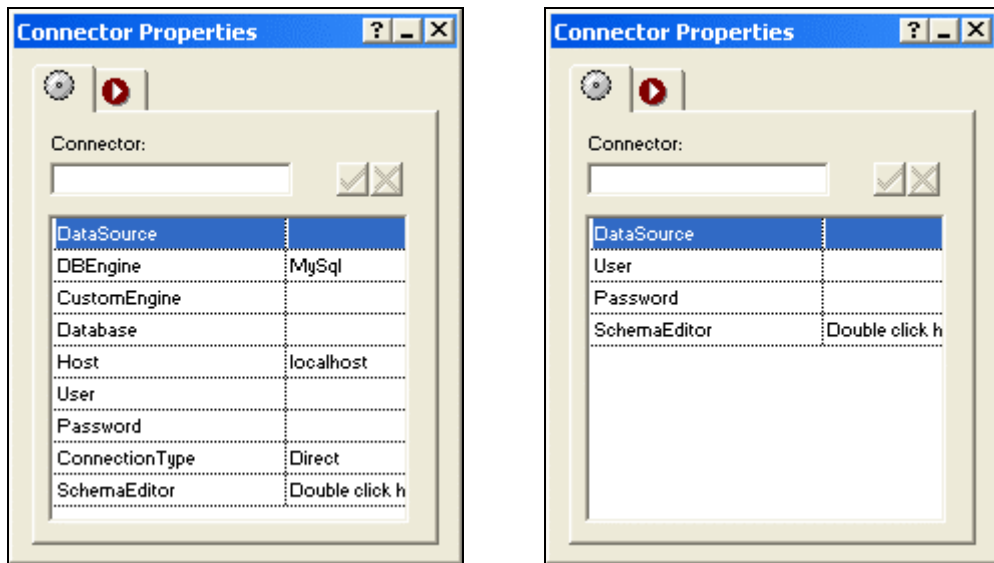 Connector Properties ? 
Connector:
DataSource
DBEngine MySql
CustomEngine
Database
Host localhost
User
Password
ConnectionType Direct
SchemaEditor Double click h
Connector Properties ?
Connector:
DataSource
User
Password
SchemaEditor Double click h